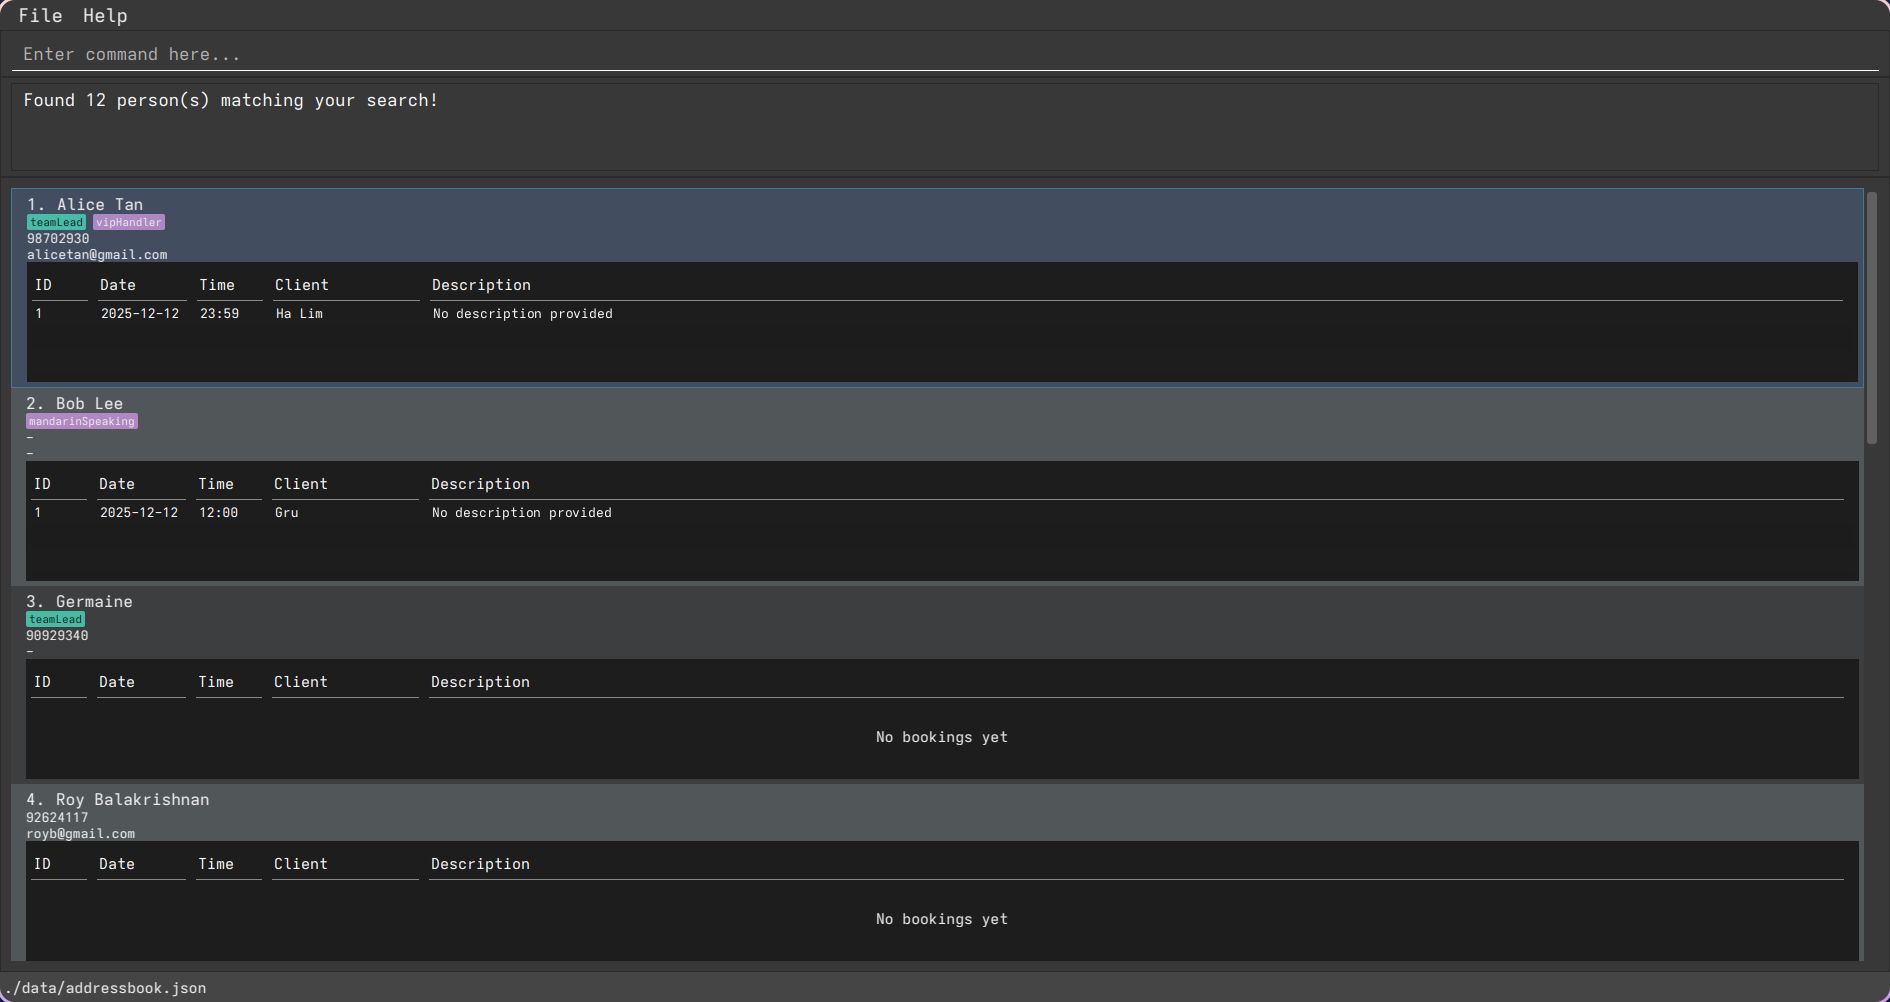 File Help
Enter command here...
Found 12 person(s) matching your search!
1. Alice Tan
teamLead vipHandler
98702930
alicetan@gmail.com
ID Date Time Client Description
1 2025-12-12 23:59 Ha Lim No description provided
2. Bob Lee
mandarinSpeaking
-
-
ID Date Time Client Description
1 2025-12-12 12:00 Gru No description provided
3. Germaine
teamLead
90929340
-
ID Date Time Client Description
No bookings yet
4. Roy Balakrishnan
92624117
royb@gmail.com
ID Date Time Client Description
No bookings yet
./data/addressbook.json